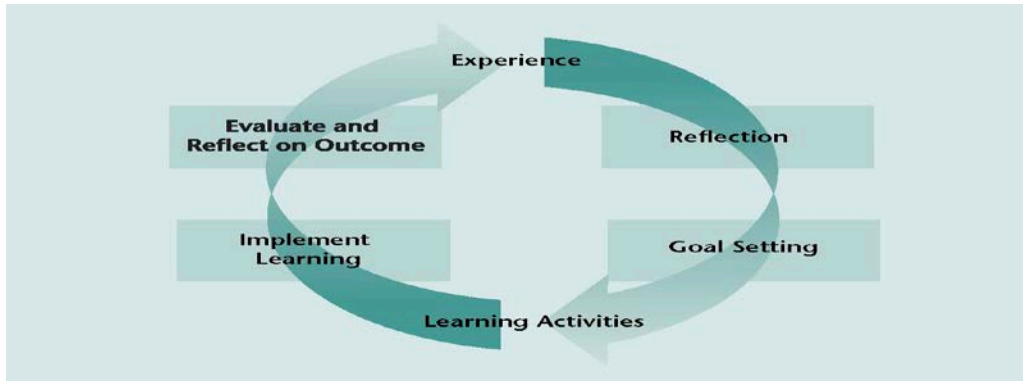 Experience
Reflection
Goal Setting
Learning Activities
Implement
Learning
Evaluate and
Reflect on Outcome